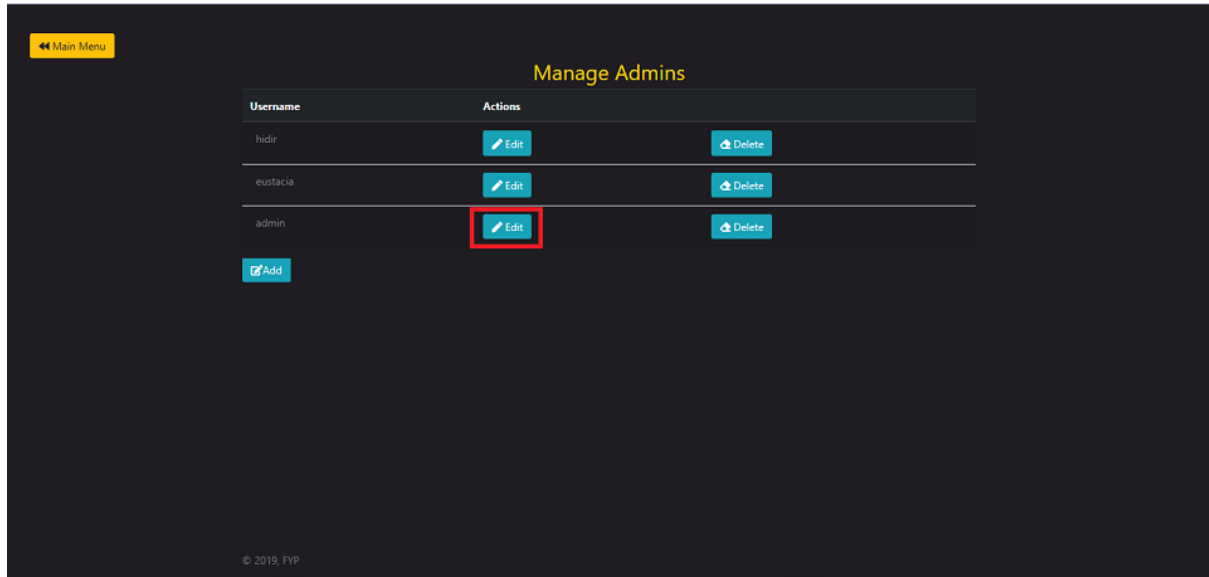 Main Menu
Manage Admins
Username Actions
hidir Edit Delete
eustacia Edit Delete
admin Edit Delete
Add
© 2019, FYP